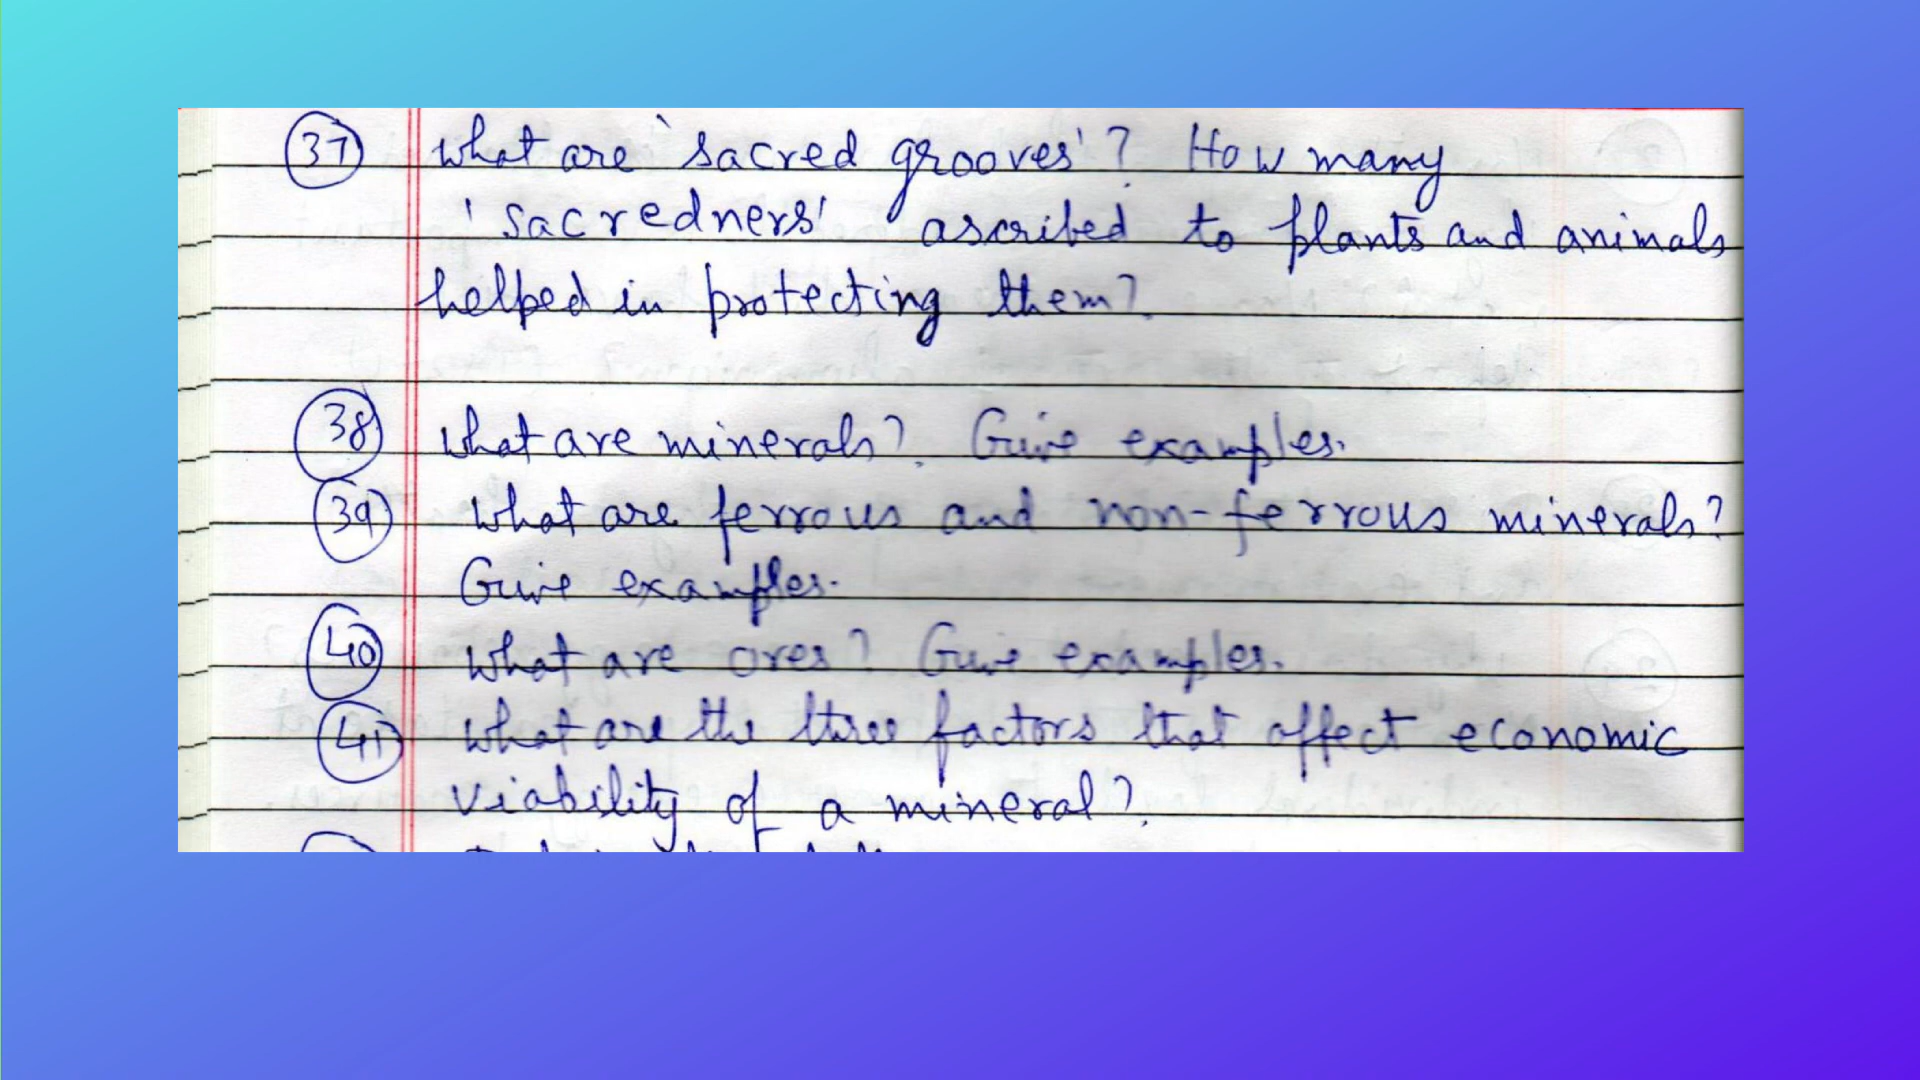 37 What are 'sacred grooves'? How many
'sacredness' ascribed to plants and animals
helped in protecting them?
38 What are minerals? Give examples.
39 What are ferrous and non-ferrous minerals?
Give examples.
40 What are ores? Give examples.
41 What are the three factors that affect economic
viability of a mineral?